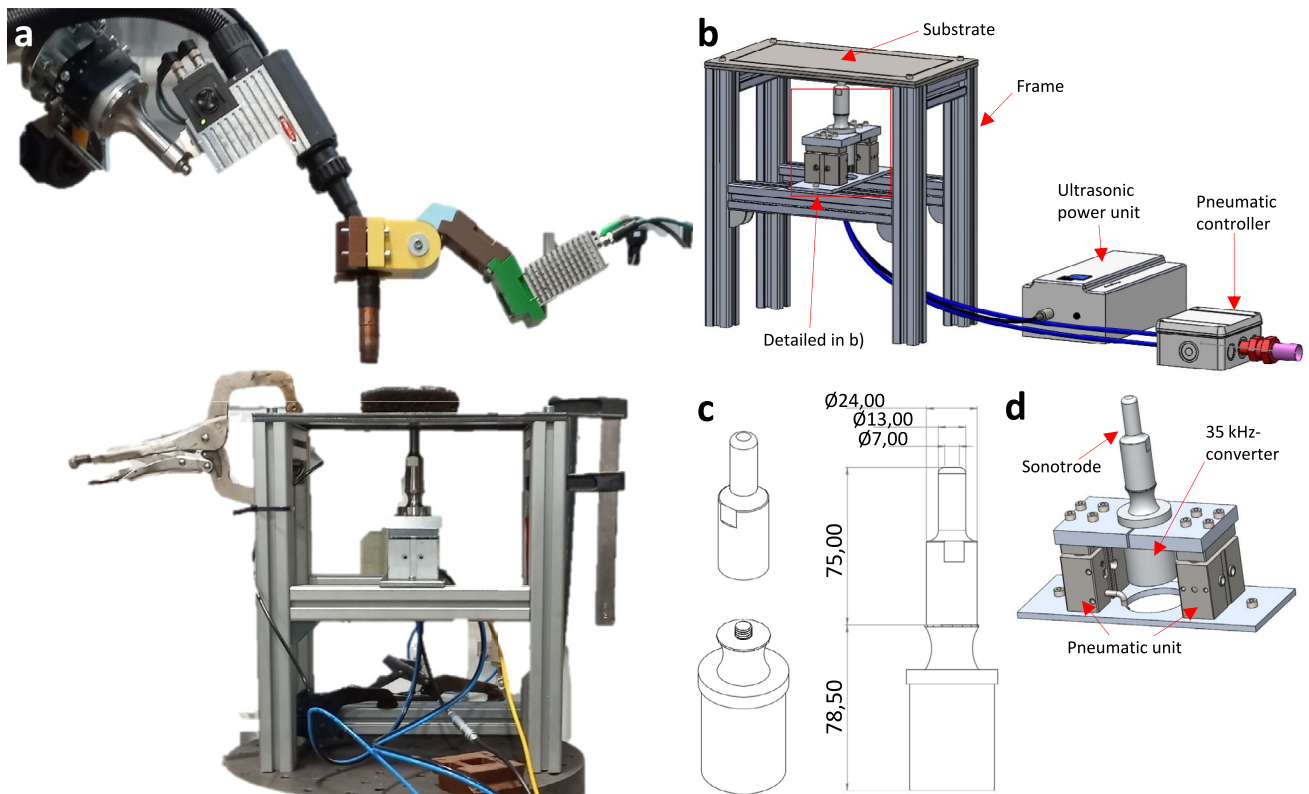 a
b
Substrate
Frame
Ultrasonic
power unit
Pneumatic
controller
Detailed in b)
c
Ø24,00
Ø13,00
Ø7,00
75,00
78,50
d
35 kHz-
converter
Sonotrode
Pneumatic unit